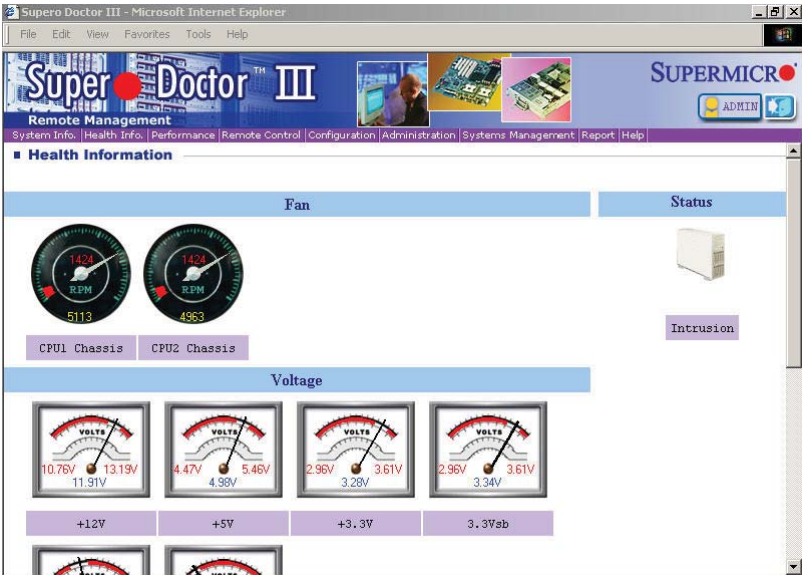 Supero Doctor III - Microsoft Internet Explorer
File Edit View Favorites Tools Help
Super Doctor™ III
SUPERMICR
Remote Management
ADMIN
System Info. | Health Info. | Performance | Remote Control | Configuration | Administration | Systems Management | Report | Help
Health Information
Fan
Status
1424 RPM 5113
1424 RPM 4963
CPU1 Chassis
CPU2 Chassis
Intrusion
Voltage
VOLTS 10.76V 13.19V 11.91V
VOLTS 4.47V 5.46V 4.98V
VOLTS 2.96V 3.61V 3.28V
VOLTS 2.96V 3.61V 3.34V
+12V
+5V
+3.3V
3.3Vsb
VOLTS
VOLTS